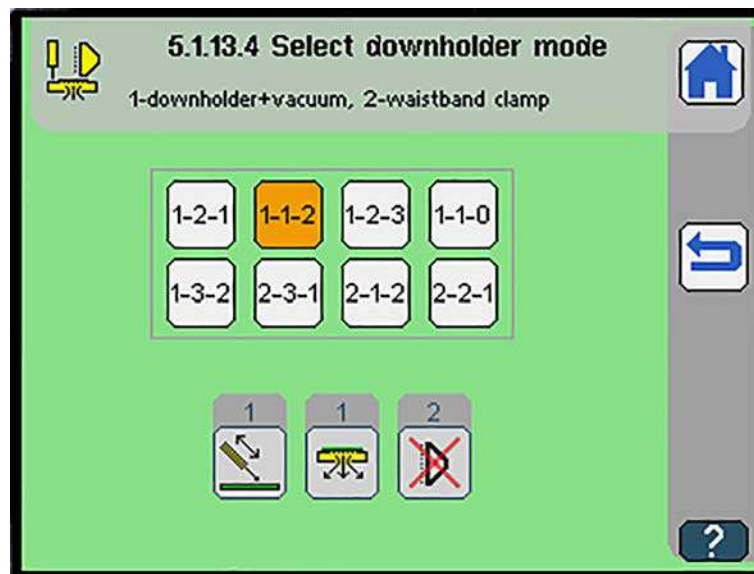 5.1.13.4 Select downholder mode
1-downholder+vacuum, 2-waistband clamp
1-2-1 1-1-2 1-2-3 1-1-0
1-3-2 2-3-1 2-1-2 2-2-1
1 1 2
?